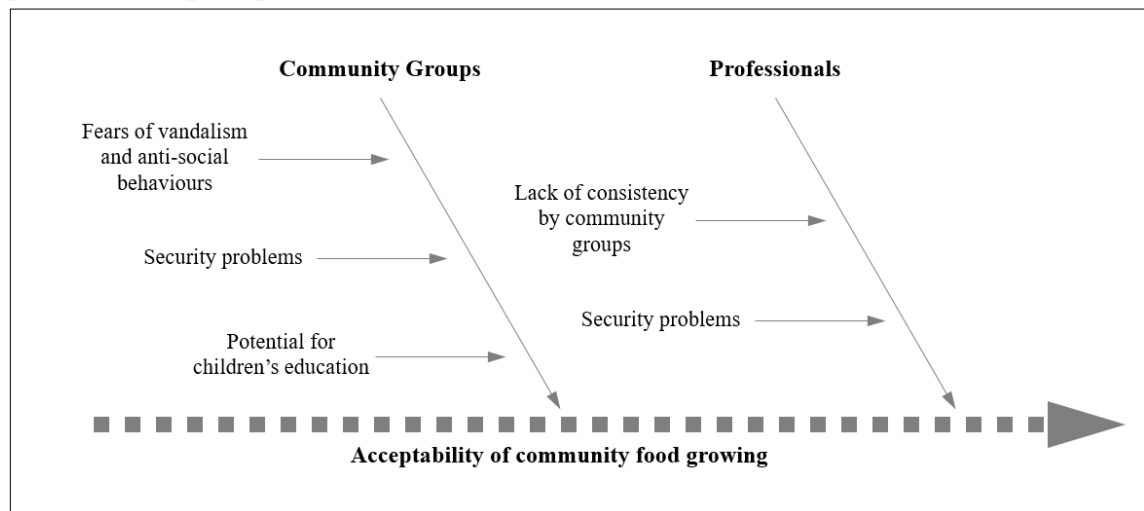 Community Groups
Professionals
Fears of vandalism
and anti-social
behaviours
Lack of consistency
by community
groups
Security problems
Security problems
Potential for
children’s education
Acceptability of community food growing